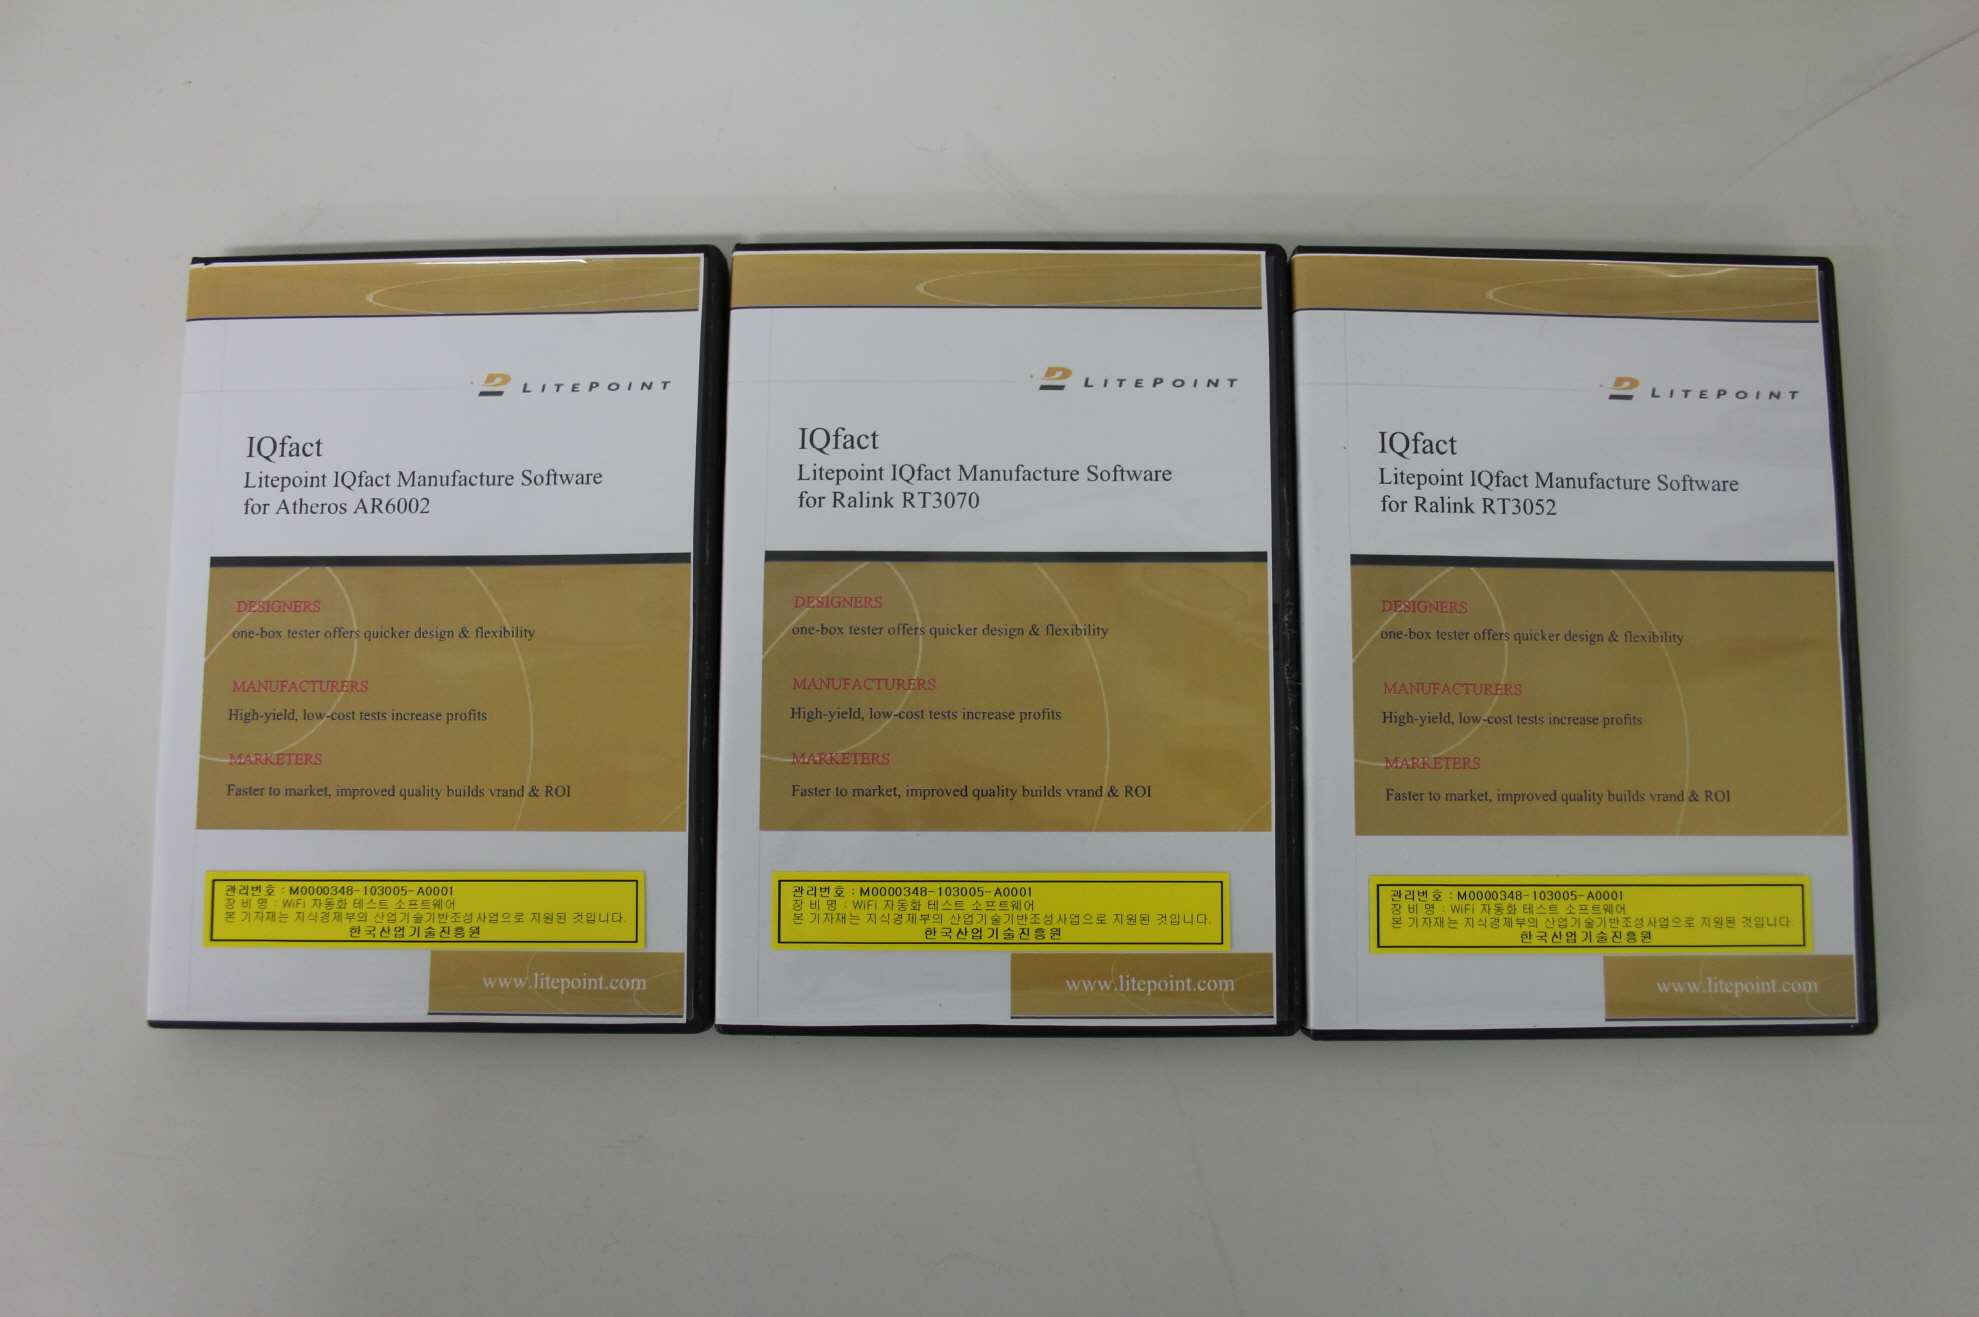 LITEPOINT
IQfact
Litepoint IQfact Manufacture Software
for Atheros AR6002
DESIGNERS
one-box tester offers quicker design & flexibility
MANUFACTURERS
High-yield, low-cost tests increase profits
MARKETERS
Faster to market, improved quality builds vrand & ROI
관리번호 : M0000348-103005-A0001
장 비 명 : WiFi 자동화 테스트 소프트웨어
본 기자재는 지식경제부의 산업기술기반조성사업으로 지원된 것입니다.
한국산업기술진흥원
www.litepoint.com
LITEPOINT
IQfact
Litepoint IQfact Manufacture Software
for Ralink RT3070
DESIGNERS
one-box tester offers quicker design & flexibility
MANUFACTURERS
High-yield, low-cost tests increase profits
MARKETERS
Faster to market, improved quality builds vrand & ROI
관리번호 : M0000348-103005-A0001
장 비 명 : WiFi 자동화 테스트 소프트웨어
본 기자재는 지식경제부의 산업기술기반조성사업으로 지원된 것입니다.
한국산업기술진흥원
www.litepoint.com
LITEPOINT
IQfact
Litepoint IQfact Manufacture Software
for Ralink RT3052
DESIGNERS
one-box tester offers quicker design & flexibility
MANUFACTURERS
High-yield, low-cost tests increase profits
MARKETERS
Faster to market, improved quality builds vrand & ROI
관리번호 : M0000348-103005-A0001
장 비 명 : WiFi 자동화 테스트 소프트웨어
본 기자재는 지식경제부의 산업기술기반조성사업으로 지원된 것입니다.
한국산업기술진흥원
www.litepoint.com